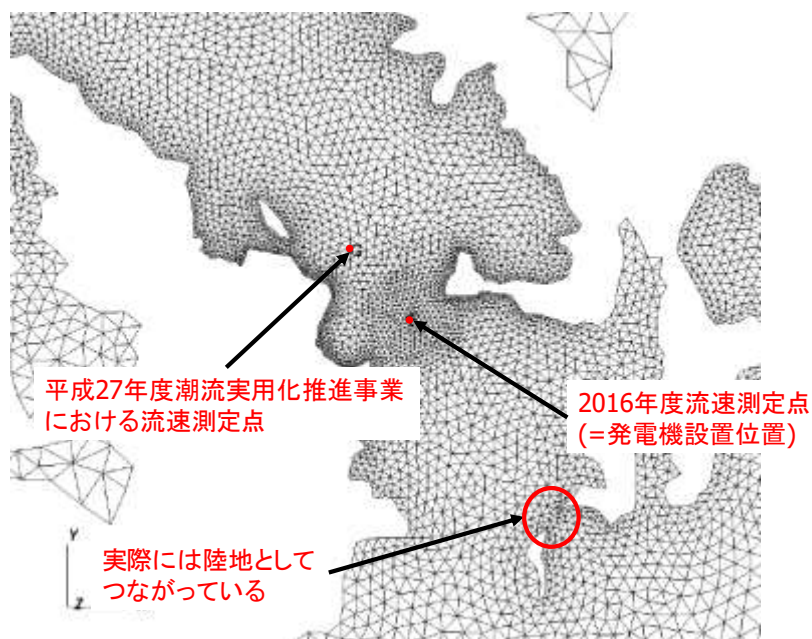 平成27年度潮流実用化推進事業
における流速測定点
2016年度流速測定点
(=発電機設置位置)
実際には陸地として
つながっている
Y
Z